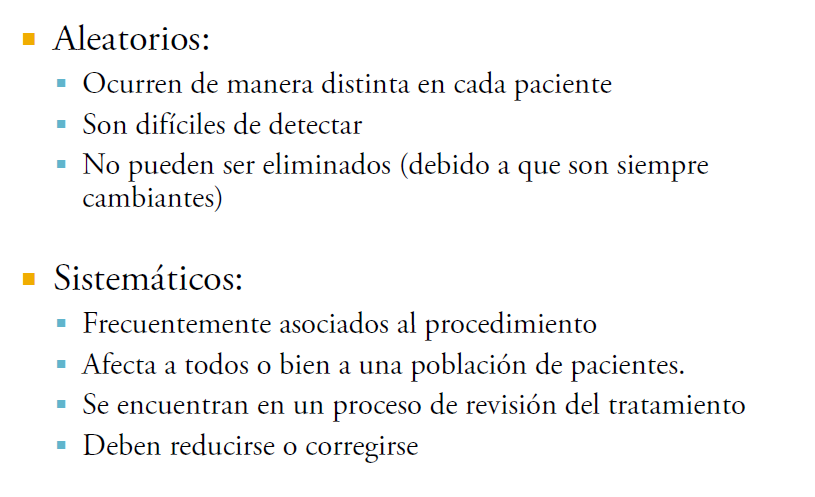 Aleatorios:
Ocurren de manera distinta en cada paciente
Son difíciles de detectar
No pueden ser eliminados (debido a que son siempre
cambiantes)
Sistemáticos:
Frecuentemente asociados al procedimiento
Afecta a todos o bien a una población de pacientes.
Se encuentran en un proceso de revisión del tratamiento
Deben reducirse o corregirse